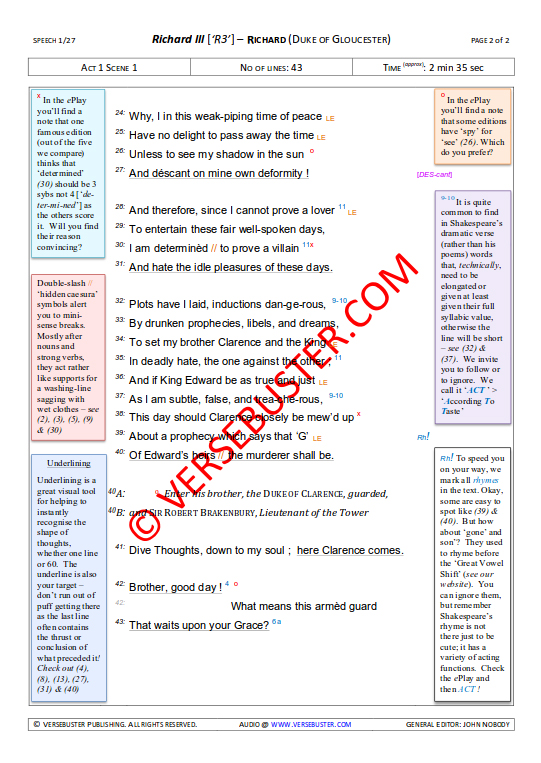 SPEECH 1/27
Richard III ['R3'] – RICHARD (DUKE OF GLOUCESTER)
PAGE 2 of 2
ACT 1 SCENE 1
NO OF LINES: 43
TIME (approx): 2 min 35 sec
x In the ePlay
you'll find a
note that one
famous edition
(out of the five
we compare)
thinks that
'determined'
(30) should be 3
sybs not 4 ['de-
ter-mi-ned'] as
the others score
it. Will you find
their reason
convincing?
Double-slash //
'hidden caesura'
symbols alert
you to mini-
sense breaks.
Mostly after
nouns and
strong verbs,
they act rather
like supports for
a washing-line
sagging with
wet clothes – see
(2), (3), (5), (9)
& (30)
Underlining
Underlining is a
great visual tool
for helping to
instantly
recognise the
shape of
thoughts,
whether one line
or 60. The
underline is also
your target –
don't run out of
puff getting there
as the last line
often contains
the thrust or
conclusion of
what preceded it!
Check out (4),
(8), (13), (27),
(31) & (40)
24: Why, I in this weak-piping time of peace LE
25: Have no delight to pass away the time LE
26: Unless to see my shadow in the sun o
27: And déscant on mine own deformity !
[DES-cant]
28: And therefore, since I cannot prove a lover 11 LE
29: To entertain these fair well-spoken days,
30: I am determinèd // to prove a villain 11x
31: And hate the idle pleasures of these days.
32: Plots have I laid, inductions dan-ge-rous, 9-10
33: By drunken prophecies, libels, and dreams,
34: To set my brother Clarence and the King LE
35: In deadly hate, the one against the other ; 11
36: And if King Edward be as true and just LE
37: As I am subtle, false, and trea-che-rous, 9-10
38: This day should Clarence closely be mew'd up x
39: About a prophecy which says that 'G' LE
Rh!
40: Of Edward's heirs // the murderer shall be.
40A: o Enter his brother, the DUKE OF CLARENCE, guarded,
40B: and SIR ROBERT BRAKENBURY, Lieutenant of the Tower
41: Dive Thoughts, down to my soul ; here Clarence comes.
42: Brother, good day ! 4 o
42: What means this armèd guard
43: That waits upon your Grace? 6a
o In the ePlay
you'll find a note
that some editions
have 'spy' for
'see' (26). Which
do you prefer?
9-10 It is quite
common to find
in Shakespeare's
dramatic verse
(rather than his
poems) words
that, technically,
need to be
elongated or
given at least
given their full
syllabic value,
otherwise the
line will be short
– see (32) &
(37). We invite
you to follow or
to ignore. We
call it 'ACT' >
'According To
Taste'
Rh! To speed you
on your way, we
mark all rhymes
in the text. Okay,
some are easy to
spot like (39) &
(40). But how
about 'gone' and
son'? They used
to rhyme before
the 'Great Vowel
Shift' (see our
website). You
can ignore them,
but remember
Shakespeare's
rhyme is not
there just to be
cute; it has a
variety of acting
functions. Check
the ePlay and
then ACT !
© VERSEBUSTER.COM
© VERSEBUSTER PUBLISHING. ALL RIGHTS RESERVED.
AUDIO @ WWW.VERSEBUSTER.COM
GENERAL EDITOR: JOHN NOBODY